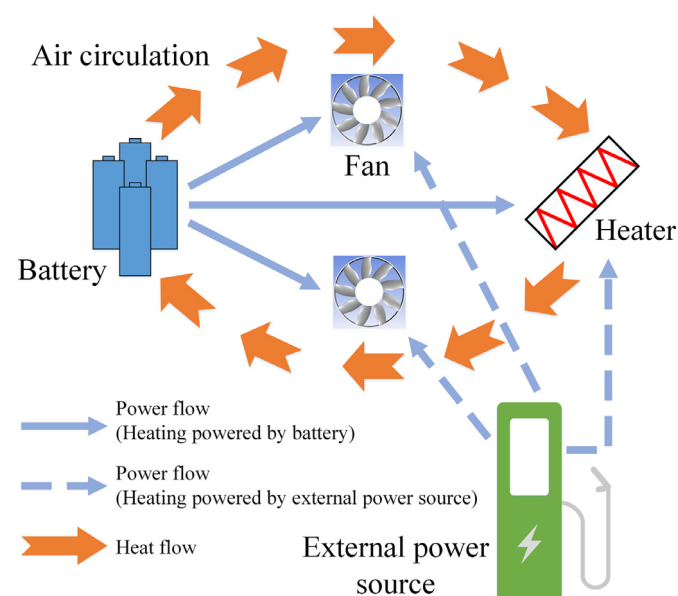 Air circulation
Fan
Heater
Battery
Power flow
(Heating powered by battery)
Power flow
(Heating powered by external power source)
Heat flow
External power
source